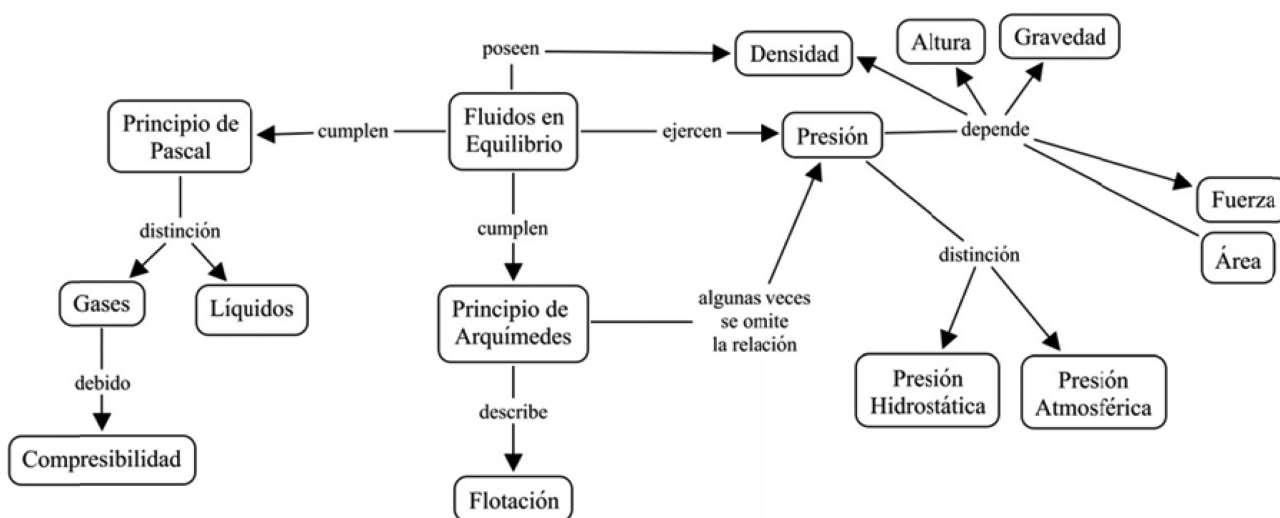 poseen
Densidad
Altura
Gravedad
Principio de
Pascal
cumplen
Fluidos en
Equilibrio
ejercen
Presión
depende
Fuerza
Área
distinción
cumplen
distinción
Gases
Líquidos
Principio de
Arquímedes
algunas veces
se omite
la relación
debido
Presión
Hidrostática
Presión
Atmosférica
describe
Compresibilidad
Flotación